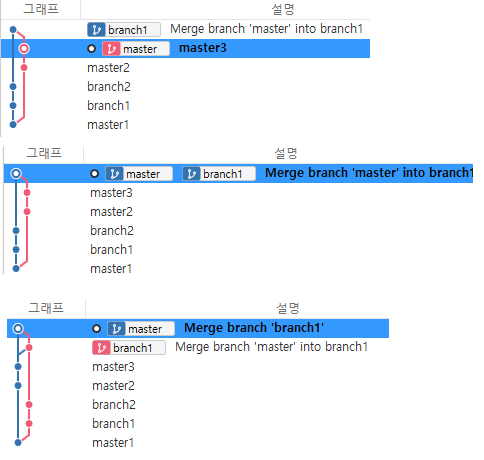 그래프 설명
branch1 Merge branch 'master' into branch1
master master3
master2
branch2
branch1
master1
그래프 설명
master branch1 Merge branch 'master' into branch1
master3
master2
branch2
branch1
master1
그래프 설명
master Merge branch 'branch1'
branch1 Merge branch 'master' into branch1
master3
master2
branch2
branch1
master1